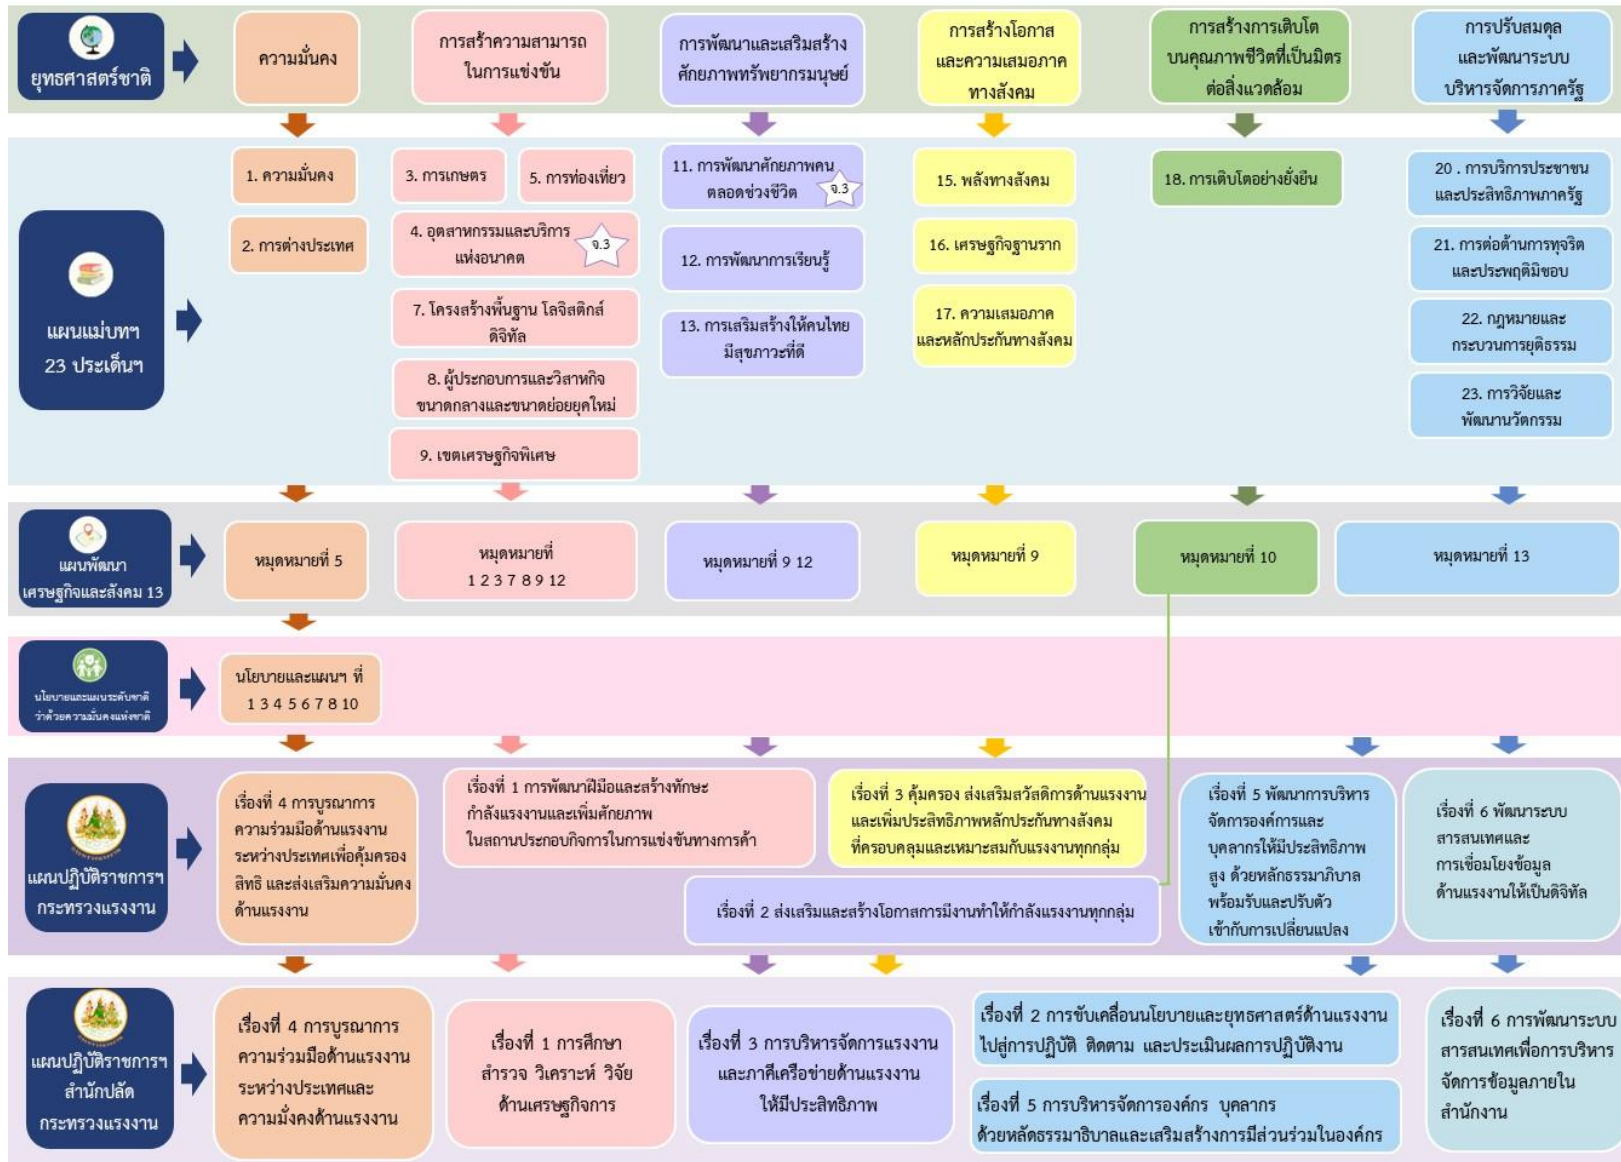 ยุทธศาสตร์ชาติ
ความมั่นคง
การสร้าความสามารถ
ในการแข่งขัน
การพัฒนาและเสริมสร้าง
ศักยภาพทรัพยากรมนุษย์
การสร้างโอกาส
และความเสมอภาค
ทางสังคม
การสร้างการเติบโต
บนคุณภาพชีวิตที่เป็นมิตร
ต่อสิ่งแวดล้อม
การปรับสมดุล
และพัฒนาระบบ
บริหารจัดการภาครัฐ
แผนแม่บทฯ
23 ประเด็นฯ
1. ความมั่นคง
2. การต่างประเทศ
3. การเกษตร
5. การท่องเที่ยว
4. อุตสาหกรรมและบริการ
แห่งอนาคต
จ.3
7. โครงสร้างพื้นฐาน โลจิสติกส์
ดิจิทัล
8. ผู้ประกอบการและวิสาหกิจ
ขนาดกลางและขนาดย่อยยุคใหม่
9. เขตเศรษฐกิจพิเศษ
11. การพัฒนาศักยภาพคน
ตลอดช่วงชีวิต
จ.3
12. การพัฒนาการเรียนรู้
13. การเสริมสร้างให้คนไทย
มีสุขภาวะที่ดี
15. พลังทางสังคม
16. เศรษฐกิจฐานราก
17. ความเสมอภาค
และหลักประกันทางสังคม
18. การเติบโตอย่างยั่งยืน
20 . การบริการประชาชน
และประสิทธิภาพภาครัฐ
21. การต่อต้านการทุจริต
และประพฤติมิชอบ
22. กฎหมายและ
กระบวนการยุติธรรม
23. การวิจัยและ
พัฒนานวัตกรรม
แผนพัฒนา
เศรษฐกิจและสังคม 13
หมุดหมายที่ 5
หมุดหมายที่
1 2 3 7 8 9 12
หมุดหมายที่ 9 12
หมุดหมายที่ 9
หมุดหมายที่ 10
หมุดหมายที่ 13
นโยบายและแผนระดับชาติ
ว่าด้วยความมั่นคงแห่งชาติ
นโยบายและแผนฯ ที่
1 3 4 5 6 7 8 10
แผนปฏิบัติราชการฯ
กระทรวงแรงงาน
เรื่องที่ 4 การบูรณาการ
ความร่วมมือด้านแรงงาน
ระหว่างประเทศเพื่อคุ้มครอง
สิทธิ และส่งเสริมความมั่นคง
ด้านแรงงาน
เรื่องที่ 1 การพัฒนาฝีมือและสร้างทักษะ
กำลังแรงงานและเพิ่มศักยภาพ
ในสถานประกอบกิจการในการแข่งขันทางการค้า
เรื่องที่ 3 คุ้มครอง ส่งเสริมสวัสดิการด้านแรงงาน
และเพิ่มประสิทธิภาพหลักประกันทางสังคม
ที่ครอบคลุมและเหมาะสมกับแรงงานทุกกลุ่ม
เรื่องที่ 2 ส่งเสริมและสร้างโอกาสการมีงานทำให้กำลังแรงงานทุกกลุ่ม
เรื่องที่ 5 พัฒนาการบริหาร
จัดการองค์การและ
บุคลากรให้มีประสิทธิภาพ
สูง ด้วยหลักธรรมาภิบาล
พร้อมรับและปรับตัว
เข้ากับการเปลี่ยนแปลง
เรื่องที่ 6 พัฒนาระบบ
สารสนเทศและ
การเชื่อมโยงข้อมูล
ด้านแรงงานให้เป็นดิจิทัล
แผนปฏิบัติราชการฯ
สำนักปลัด
กระทรวงแรงงาน
เรื่องที่ 4 การบูรณาการ
ความร่วมมือด้านแรงงาน
ระหว่างประเทศและ
ความมั่งคงด้านแรงงาน
เรื่องที่ 1 การศึกษา
สำรวจ วิเคราะห์ วิจัย
ด้านเศรษฐกิจการ
เรื่องที่ 3 การบริหารจัดการแรงงาน
และภาคีเครือข่ายด้านแรงงาน
ให้มีประสิทธิภาพ
เรื่องที่ 2 การขับเคลื่อนนโยบายและยุทธศาสตร์ด้านแรงงาน
ไปสู่การปฏิบัติ ติดตาม และประเมินผลการปฏิบัติงาน
เรื่องที่ 5 การบริหารจัดการองค์กร บุคลากร
ด้วยหลัดธรรมาธิบาลและเสริมสร้างการมีส่วนร่วมในองค์กร
เรื่องที่ 6 การพัฒนาระบบ
สารสนเทศเพื่อการบริหาร
จัดการข้อมูลภายใน
สำนักงาน